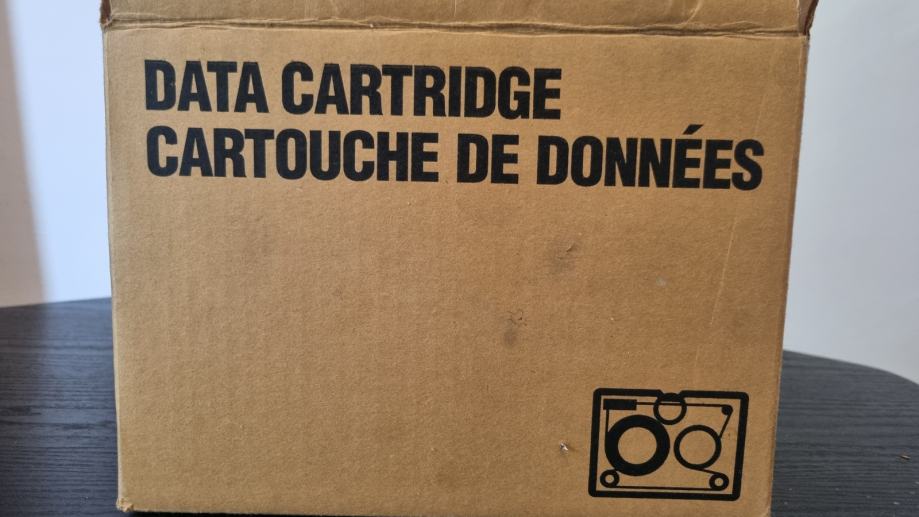 DATA CARTRIDGE
CARTOUCHE DE DONNÉES